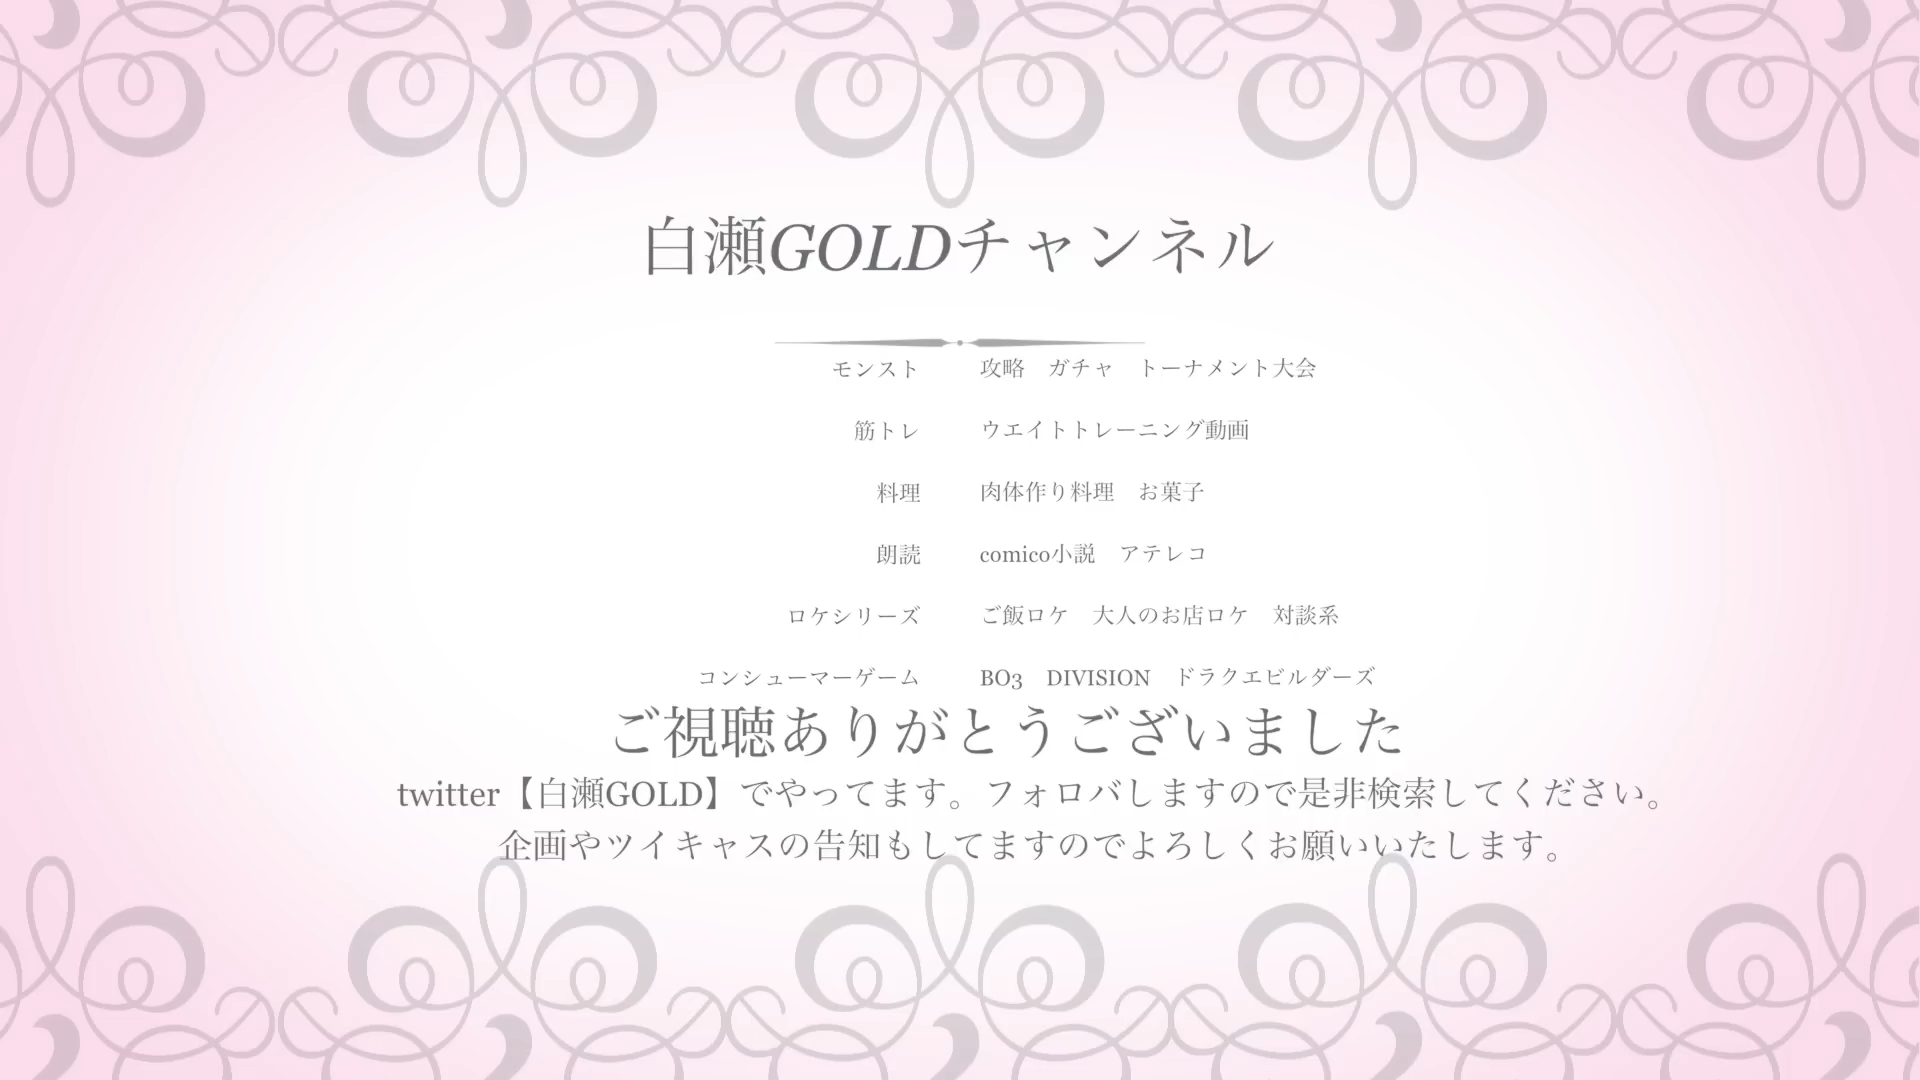 白瀬GOLDチャンネル
モンスト　攻略　ガチャ　トーナメント大会
筋トレ　ウエイトトレーニング動画
料理　肉体作り料理　お菓子
朗読　comico小説　アテレコ
ロケシリーズ　ご飯ロケ　大人のお店ロケ　対談系
コンシューマーゲーム　BO3　DIVISION　ドラクエビルダーズ
ご視聴ありがとうございました
twitter【白瀬GOLD】でやってます。フォロバしますので是非検索してください。
企画やツイキャスの告知もしてますのでよろしくお願いいたします。